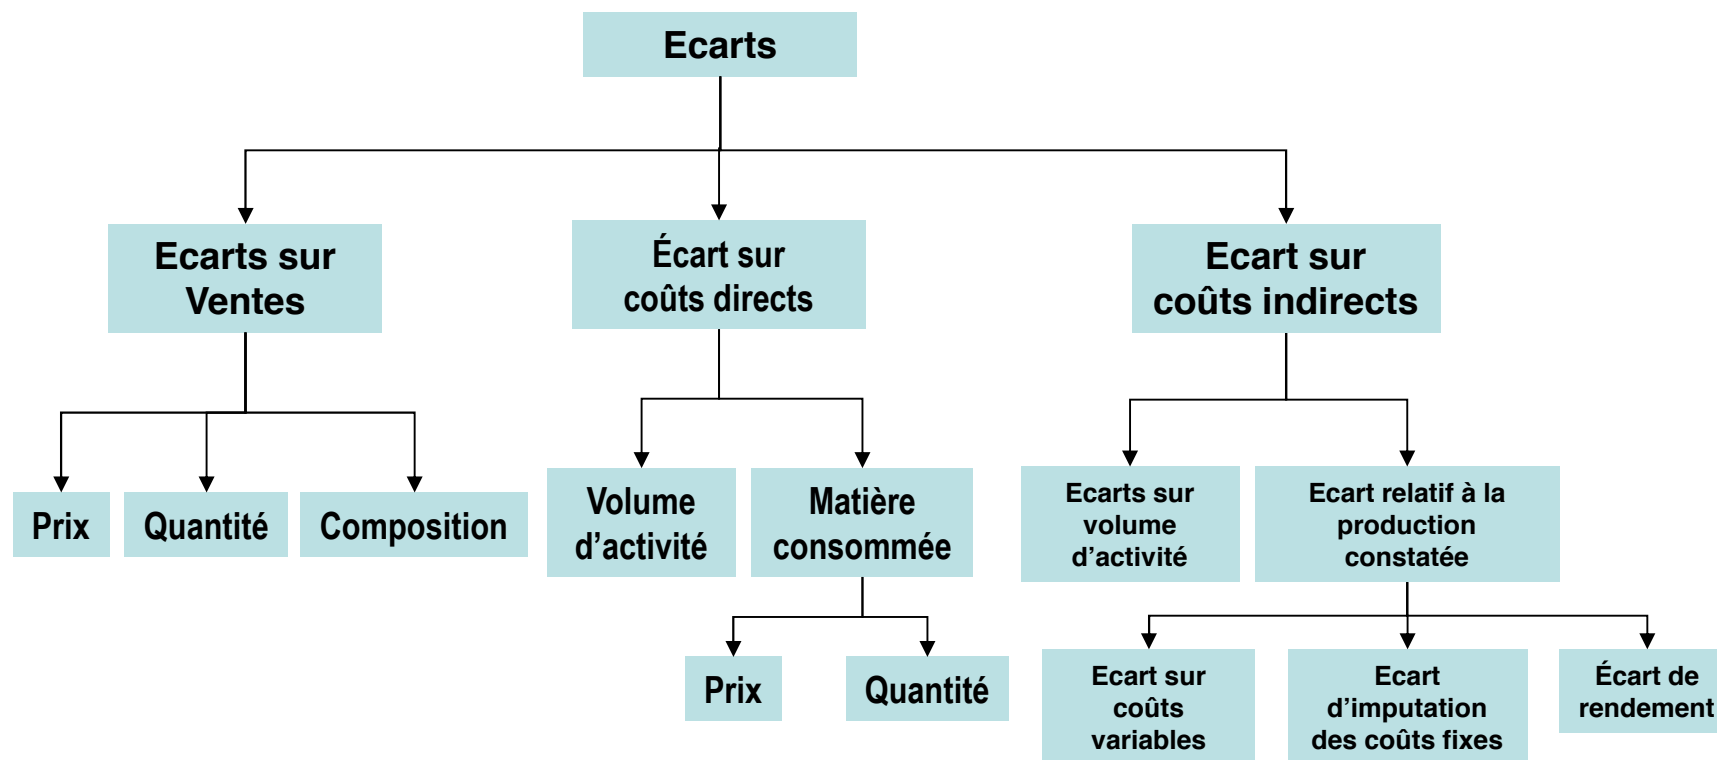 Ecarts
Ecarts sur
Ventes
Écart sur
coûts directs
Ecart sur
coûts indirects
Prix
Quantité
Composition
Volume
d’activité
Matière
consommée
Ecarts sur
volume
d’activité
Ecart relatif à la
production
constatée
Prix
Quantité
Ecart sur
coûts
variables
Ecart
d’imputation
des coûts fixes
Écart de
rendement